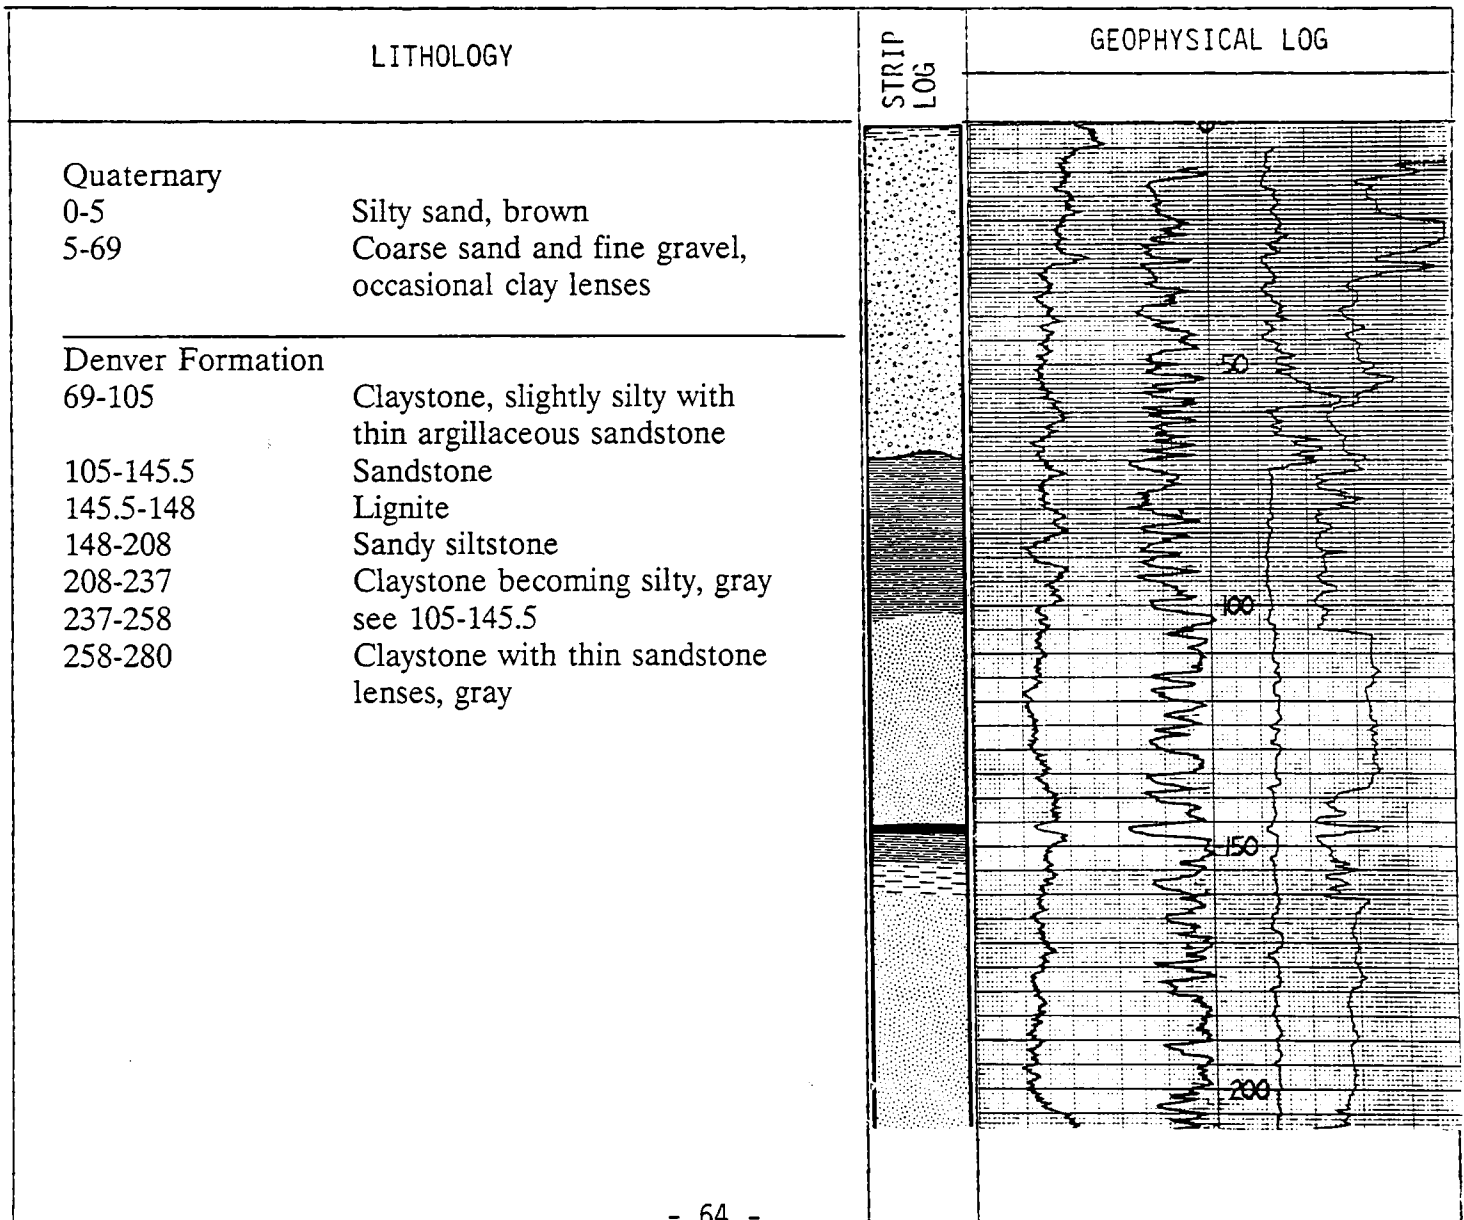 LITHOLOGY
STRIP
LOG
GEOPHYSICAL LOG
Quaternary
0-5 Silty sand, brown
5-69 Coarse sand and fine gravel,
occasional clay lenses
Denver Formation
69-105 Claystone, slightly silty with
thin argillaceous sandstone
105-145.5 Sandstone
145.5-148 Lignite
148-208 Sandy siltstone
208-237 Claystone becoming silty, gray
237-258 see 105-145.5
258-280 Claystone with thin sandstone
lenses, gray
0
50
100
150
200
- 64 -